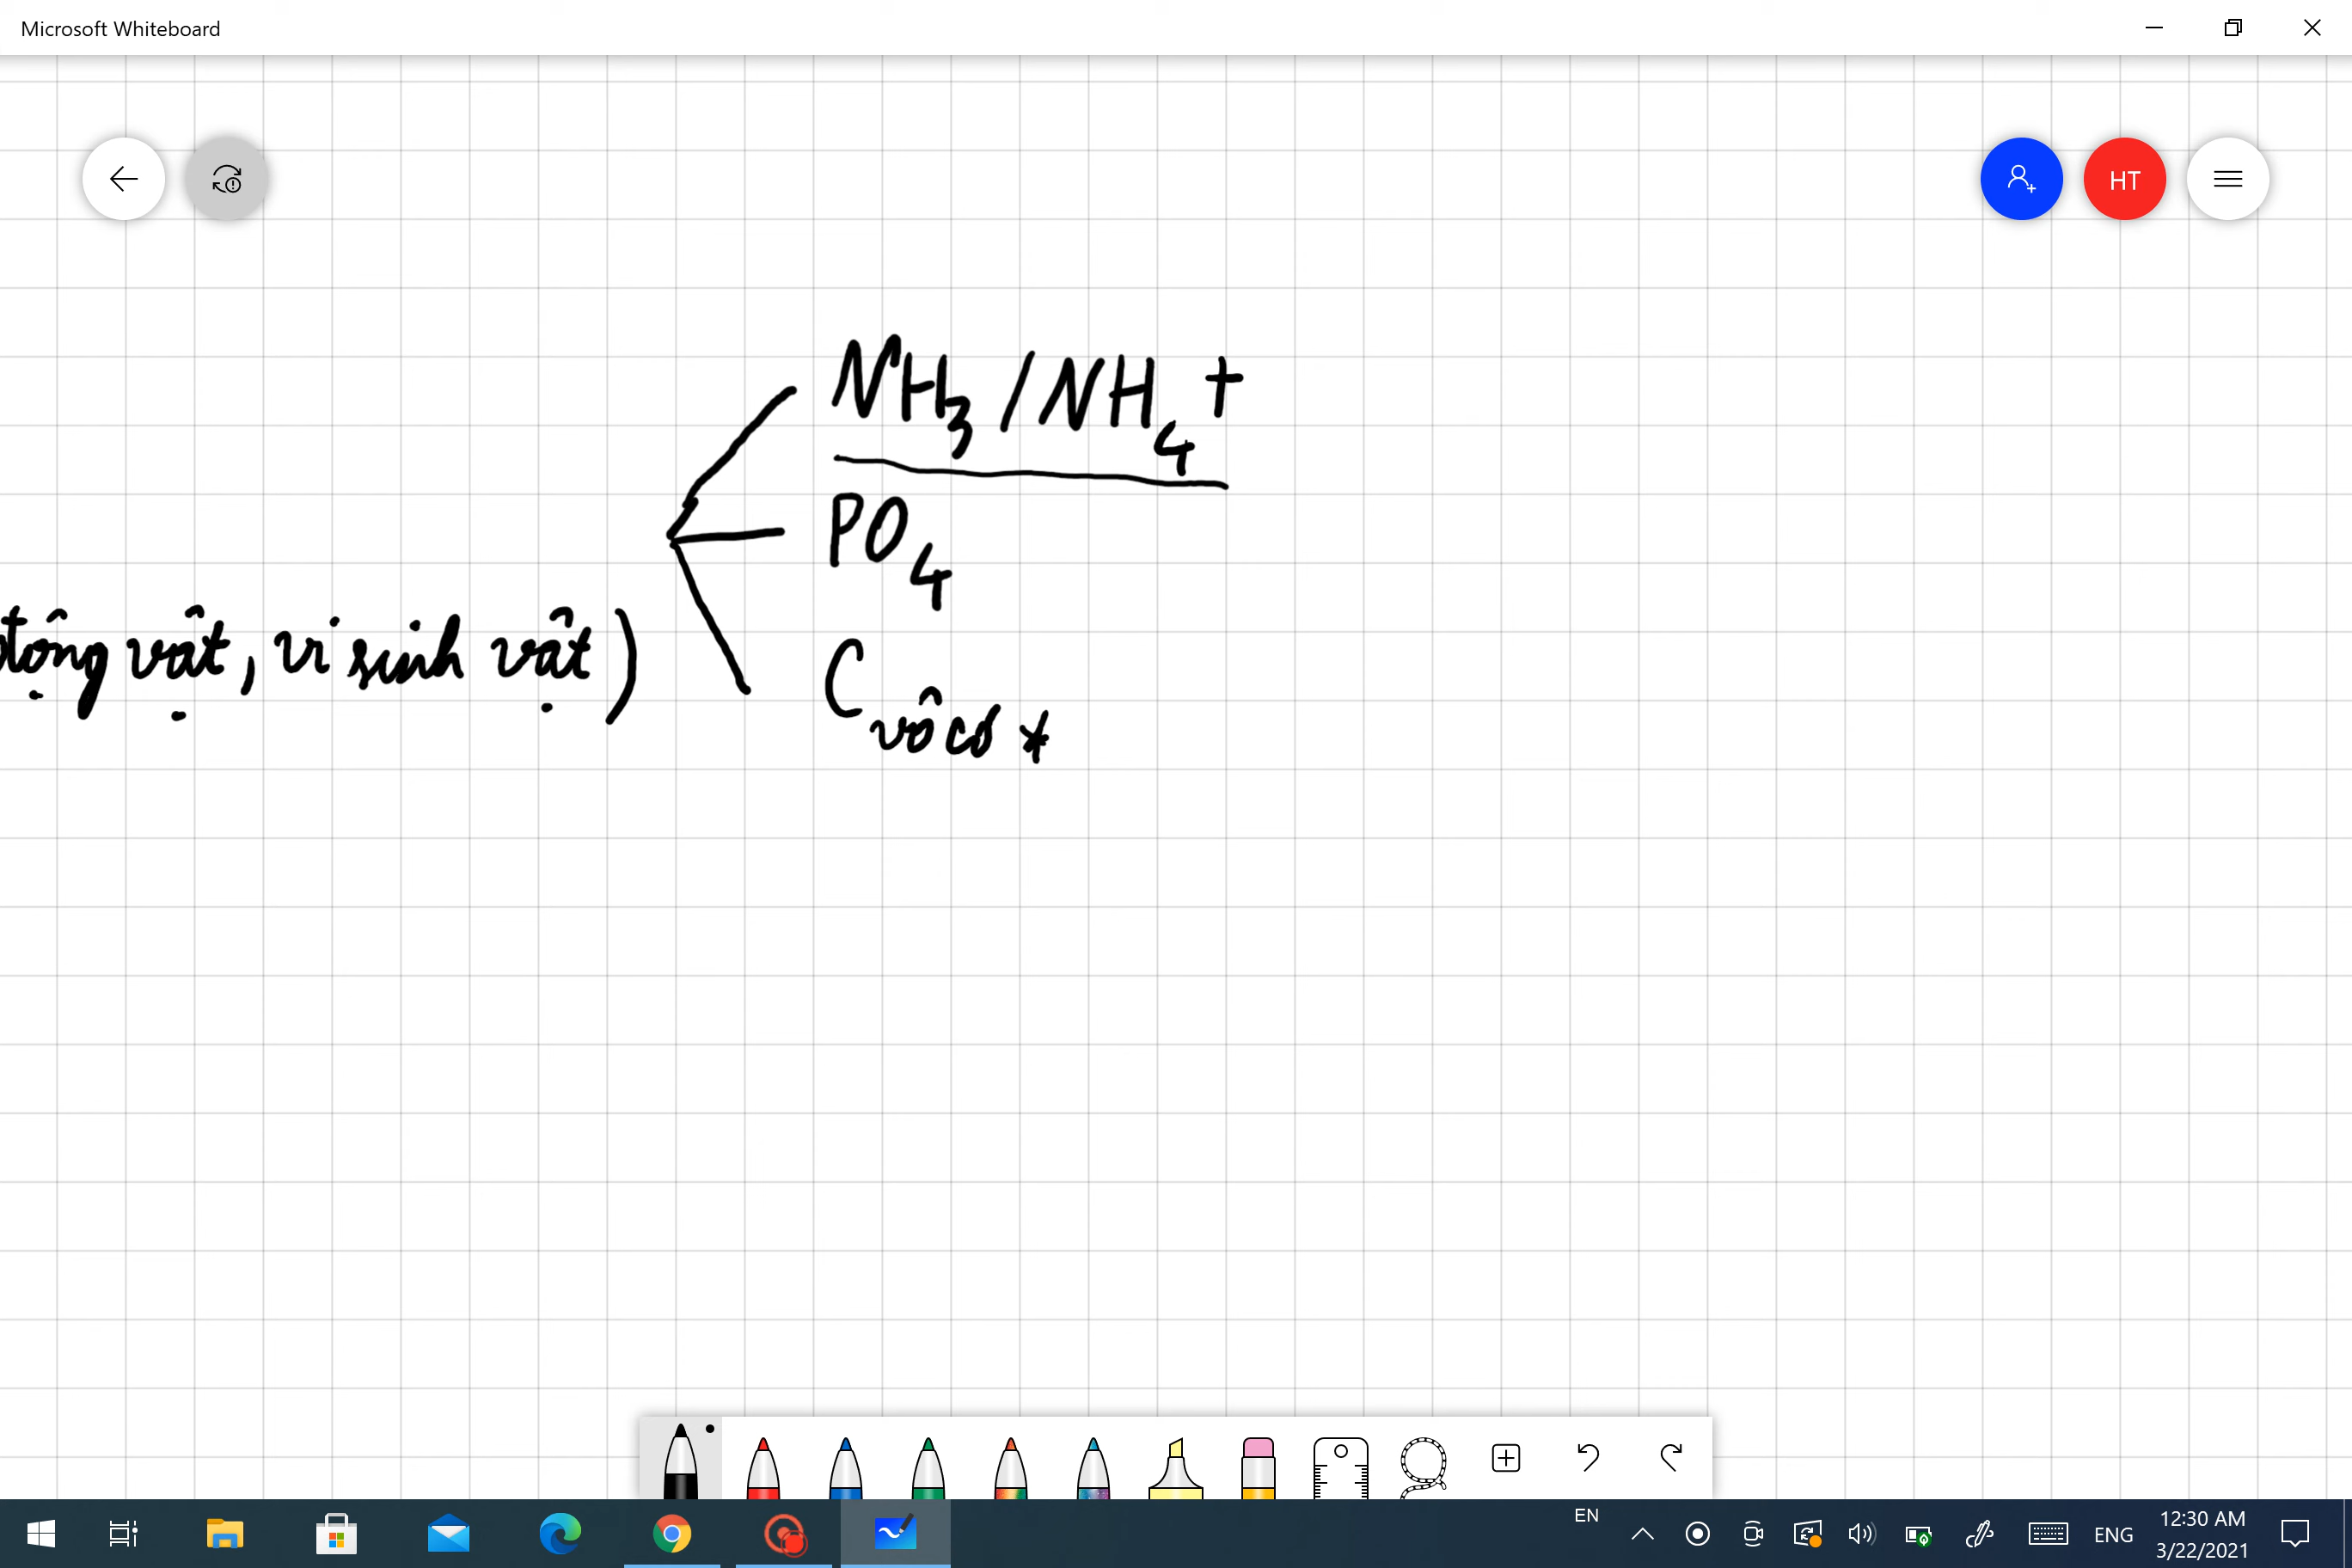 Microsoft Whiteboard
HT
NH3/NH4+
PO4
động vật, vi sinh vật)
C vô cơ *
EN
ENG
12:30 AM
3/22/2021